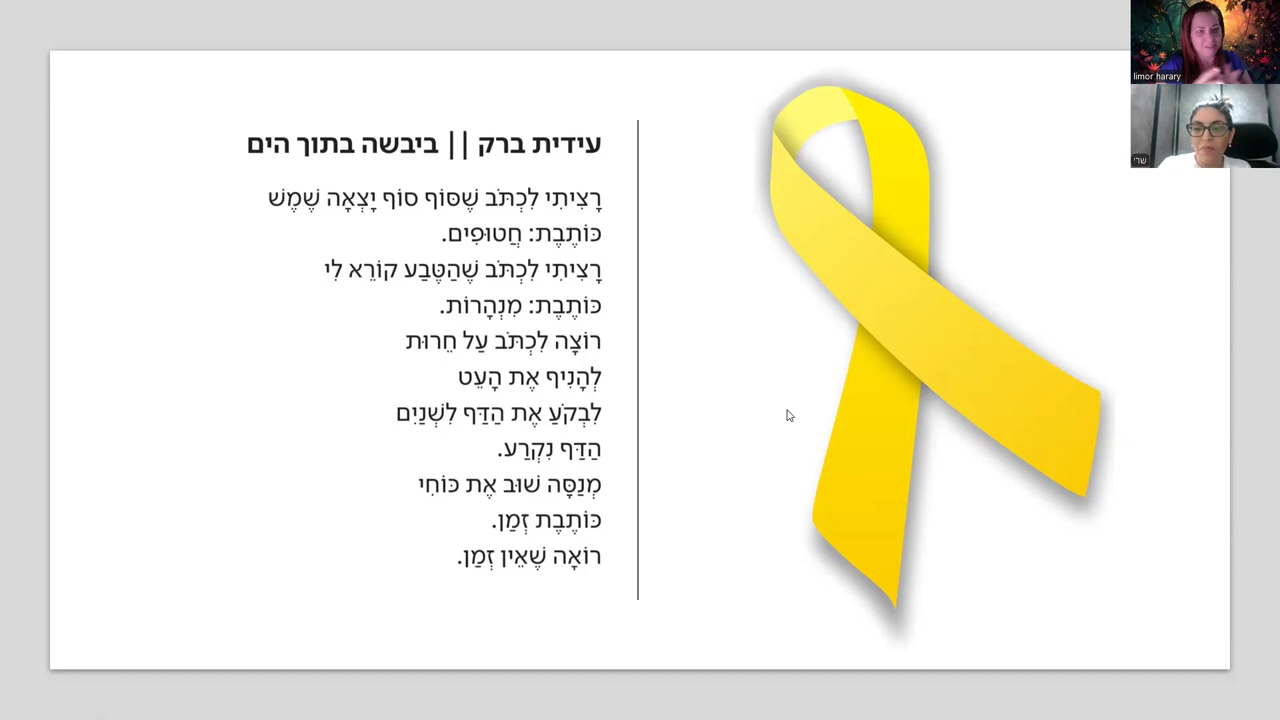 עידית ברק || ביבשה בתוך הים
רָצִיתִי לִכְתֹּב שֶׁסּוֹף סוֹף יָצְאָה שֶׁמֶשׁ
כּוֹתֶבֶת: חֲטוּפִים.
רָצִיתִי לִכְתֹּב שֶׁהַטֶּבַע קוֹרֵא לִי
כּוֹתֶבֶת: מִנְהָרוֹת.
רוֹצָה לִכְתֹּב עַל חֵרוּת
לְהָנִיף אֶת הָעֵט
לִבְקֹעַ אֶת הַדַּף לִשְׁנַיִם
הַדַּף נִקְרַע.
מְנַסָּה שׁוּב אֶת כּוֹחִי
כּוֹתֶבֶת זְמַן.
רוֹאָה שֶׁאֵין זְמַן.
limor harary
שרי